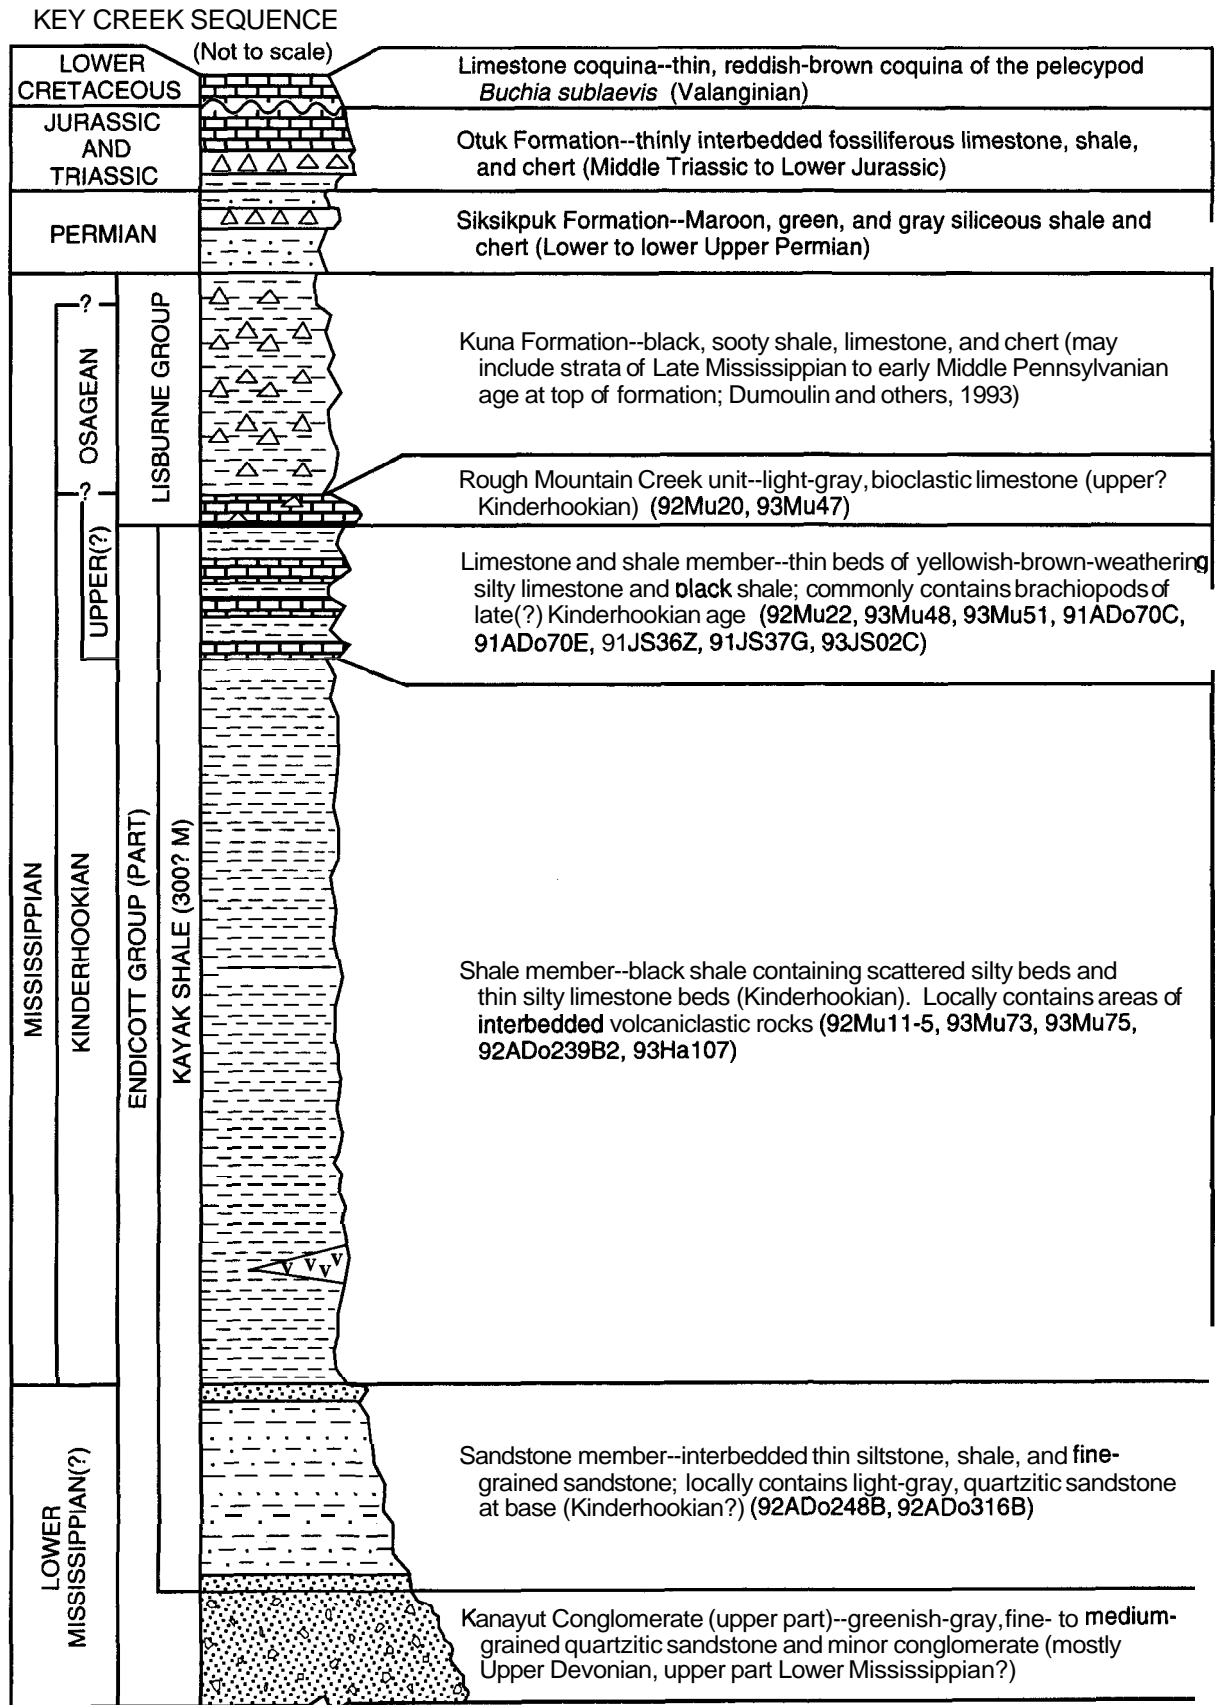 KEY CREEK SEQUENCE
(Not to scale)
LOWER
CRETACEOUS
Limestone coquina--thin, reddish-brown coquina of the pelecypod
Buchia sublaevis (Valanginian)
JURASSIC
AND
TRIASSIC
Otuk Formation--thinly interbedded fossiliferous limestone, shale,
and chert (Middle Triassic to Lower Jurassic)
PERMIAN
Siksikpuk Formation--Maroon, green, and gray siliceous shale and
chert (Lower to lower Upper Permian)
MISSISSIPPIAN
?
OSAGEAN
?
LISBURNE GROUP
Kuna Formation--black, sooty shale, limestone, and chert (may
include strata of Late Mississippian to early Middle Pennsylvanian
age at top of formation; Dumoulin and others, 1993)
Rough Mountain Creek unit--light-gray, bioclastic limestone (upper?
Kinderhookian) (92Mu20, 93Mu47)
KINDERHOOKIAN
UPPER(?)
ENDICOTT GROUP (PART)
KAYAK SHALE (300? M)
Limestone and shale member--thin beds of yellowish-brown-weathering
silty limestone and black shale; commonly contains brachiopods of
late(?) Kinderhookian age (92Mu22, 93Mu48, 93Mu51, 91ADo70C,
91ADo70E, 91JS36Z, 91JS37G, 93JS02C)
Shale member--black shale containing scattered silty beds and
thin silty limestone beds (Kinderhookian). Locally contains areas of
interbedded volcaniclastic rocks (92Mu11-5, 93Mu73, 93Mu75,
92ADo239B2, 93Ha107)
v v v v
LOWER
MISSISSIPPIAN(?)
Sandstone member--interbedded thin siltstone, shale, and fine-
grained sandstone; locally contains light-gray, quartzitic sandstone
at base (Kinderhookian?) (92ADo248B, 92ADo316B)
Kanayut Conglomerate (upper part)--greenish-gray, fine- to medium-
grained quartzitic sandstone and minor conglomerate (mostly
Upper Devonian, upper part Lower Mississippian?)